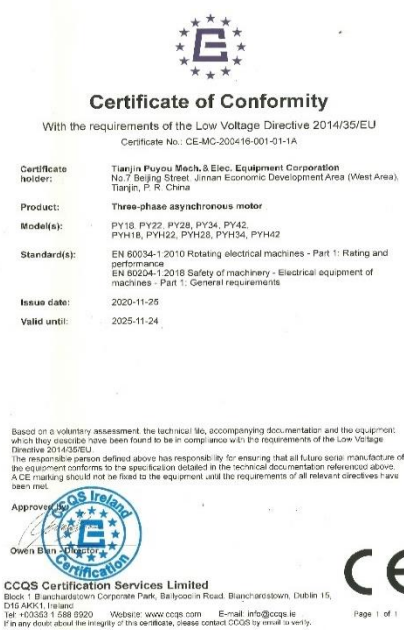 Certificate of Conformity
With the requirements of the Low Voltage Directive 2014/35/EU
Certificate No.: CE-MC-200416-001-01-1A
Certificate holder: Tianjin Puyou Mech. & Elec. Equipment Corporation
No.7 Beijing Street, Jinnan Economic Development Area (West Area),
Tianjin, P. R. China
Product: Three-phase asynchronous motor
Model(s): PY18, PY22, PY28, PY34, PY42,
PYH18, PYH22, PYH28, PYH34, PYH42
Standard(s): EN 60034-1:2010 Rotating electrical machines - Part 1: Rating and
performance
EN 60204-1:2018 Safety of machinery - Electrical equipment of
machines - Part 1: General requirements
Issue date: 2020-11-25
Valid until: 2025-11-24
Based on a voluntary assessment, the technical file, accompanying documentation and the equipment
which they describe have been found to be in compliance with the requirements of the Low Voltage
Directive 2014/35/EU.
The responsible person defined above has responsibility for ensuring that all future serial manufacture of
the equipment conforms to the specification detailed in the technical documentation referenced above.
A CE marking should not be fixed to the equipment until the requirements of all relevant directives have
been met.
Approved by
CCQS Ireland
Certification
Owen Bian - Director
CE
CCQS Certification Services Limited
Block 1 Blanchardstown Corporate Park, Ballycoolin Road, Blanchardstown, Dublin 15,
D15 AKK1, Ireland
Tel: +00353 1 588 6920 Website: www.ccqs.com E-mail: info@ccqs.ie Page 1 of 1
If in any doubt about the integrity of this certificate, please contact CCQS by email to verify.